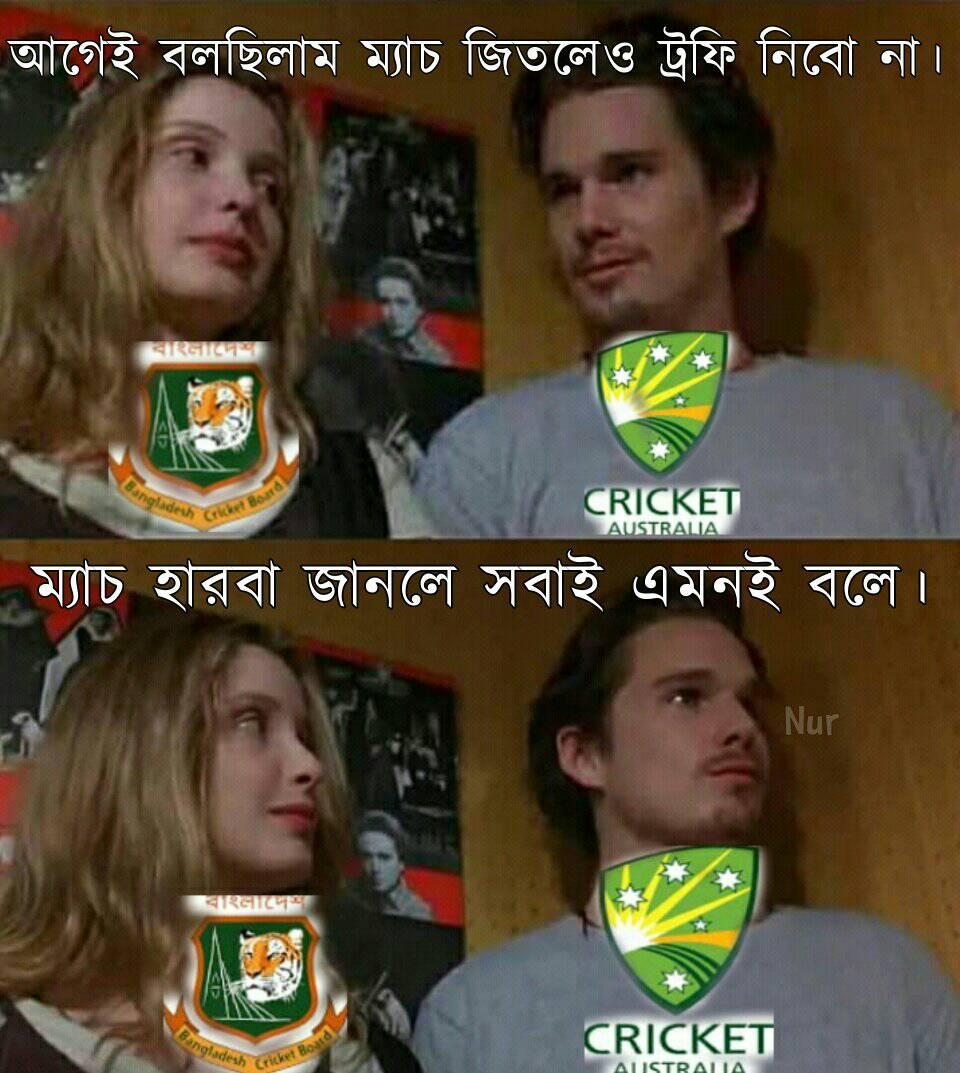 আগেই বলছিলাম ম্যাচ জিতলেও ট্রফি নিবো না।
বাংলাদেশ
Bangladesh Cricket Board
CRICKET
AUSTRALIA
ম্যাচ হারবা জানলে সবাই এমনই বলে।
Nur
বাংলাদেশ
Bangladesh Cricket Board
CRICKET
AUSTRALIA